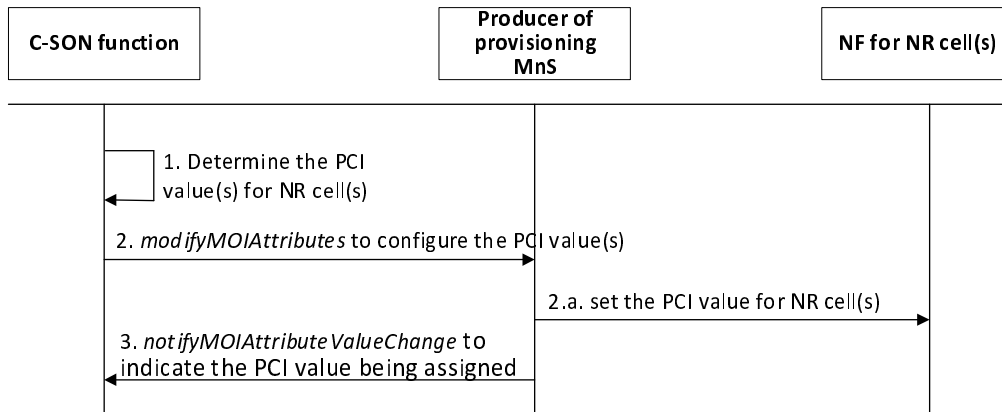 C-SON function
Producer of
provisioning
MnS
NF for NR cell(s)
1. Determine the PCI
value(s) for NR cell(s)
2. modifyMOIAttributes to configure the PCI value(s)
2.a. set the PCI value for NR cell(s)
3. notifyMOIAttributeValueChange to
indicate the PCI value being assigned